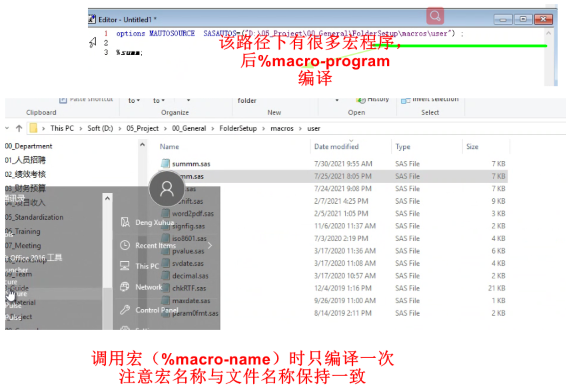 Editor - Untitled1 *
1 options MAUTOSOURCE SASAUTOS=("D:\05_Project\00_General\FolderSetup\macros\user") ;
2
3 %summ;
该路径下有很多宏程序，
后%macro-program
编译
Paste shortcut to to folder History Invert selection
Clipboard Organize New Open Select
This PC > Soft (D:) > 05_Project > 00_General > FolderSetup > macros > user
Name Date modified Type Size
00_Department
01_人员招聘
02_绩效考核
03_财务预算
项目收入
05_Standardization
_Training
07_Meeting
Office 2016 工具
_Team
summm.sas 7/30/2021 9:55 AM SAS File 7 KB
mm.sas 7/25/2021 8:05 PM SAS File 7 KB
.sas 7/24/2021 9:08 PM SAS File 7 KB
nift.sas 2/7/2021 4:25 PM SAS File 9 KB
word2pdf.sas 2/5/2021 1:05 PM SAS File 3 KB
signfig.sas 11/6/2020 11:37 AM SAS File 2 KB
iso8601.sas 7/3/2020 2:19 PM SAS File 4 KB
pvalue.sas 3/17/2020 11:36 AM SAS File 6 KB
svdate.sas 3/17/2020 11:08 AM SAS File 4 KB
decimal.sas 3/17/2020 10:57 AM SAS File 2 KB
chkRTF.sas 12/4/2019 1:16 PM SAS File 21 KB
maxdate.sas 9/26/2019 11:00 AM SAS File 1 KB
param0fmt.sas 8/14/2019 2:11 PM SAS File 2 KB
Deng Xuhua
Recent Items
This PC
Network
Control Panel
调用宏（%macro-name）时只编译一次
注意宏名称与文件名称保持一致